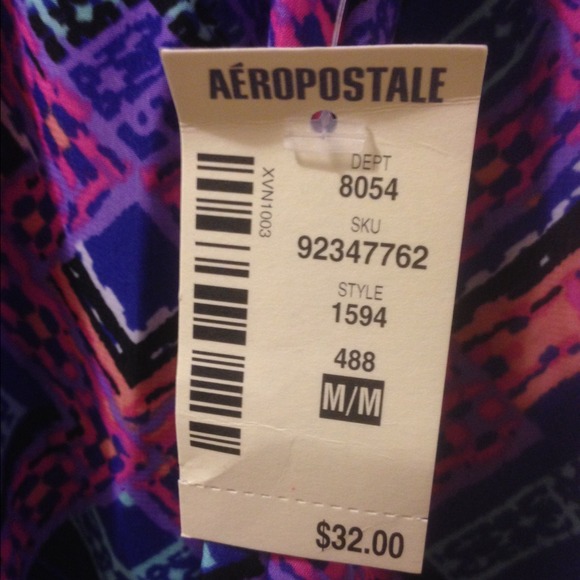 AÉROPOSTALE
XVN1003
DEPT
8054
SKU
92347762
STYLE
1594
488
M/M
$32.00